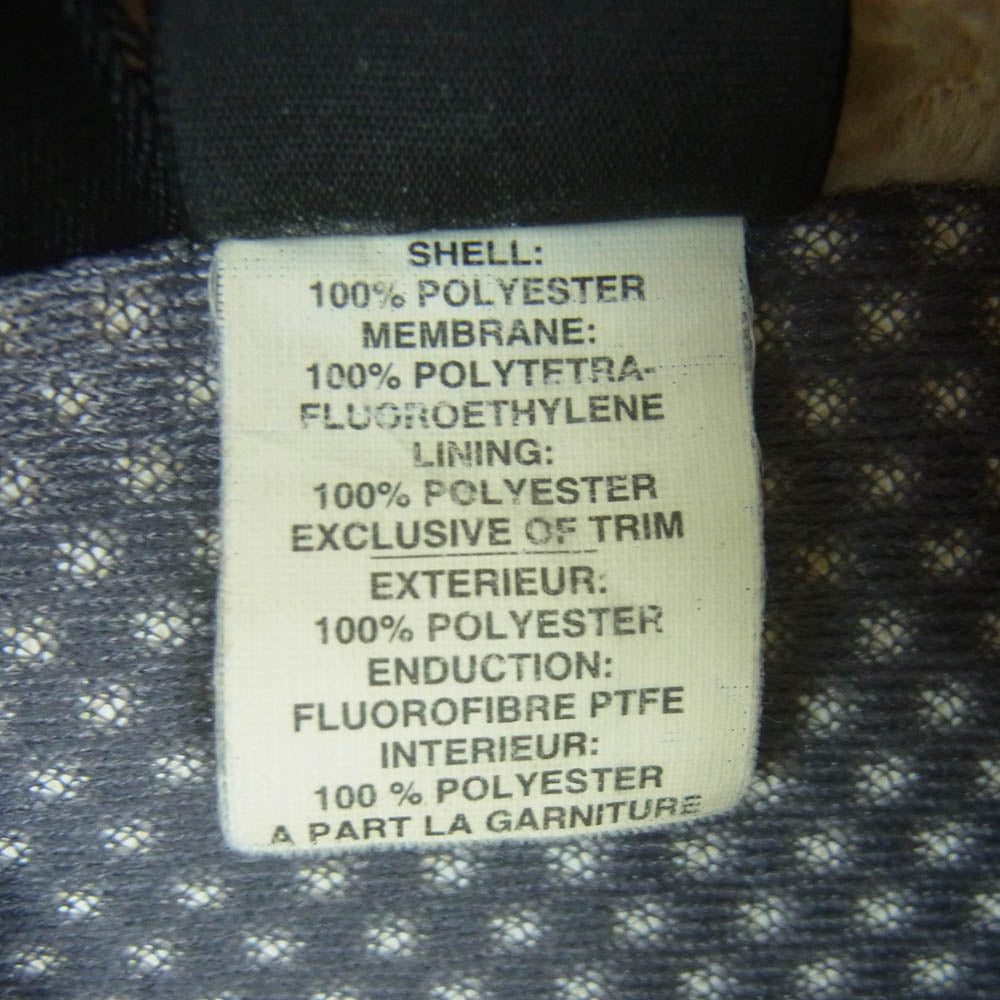 SHELL:
100% POLYESTER
MEMBRANE:
100% POLYTETRA-
FLUOROETHYLENE
LINING:
100% POLYESTER
EXCLUSIVE OF TRIM
EXTERIEUR:
100% POLYESTER
ENDUCTION:
FLUOROFIBRE PTFE
INTERIEUR:
100 % POLYESTER
A PART LA GARNITURE